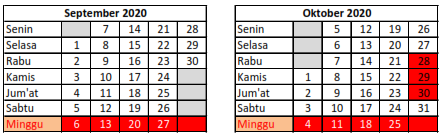 September 2020
Senin 7 14 21 28
Selasa 1 8 15 22 29
Rabu 2 9 16 23 30
Kamis 3 10 17 24
Jum'at 4 11 18 25
Sabtu 5 12 19 26
Minggu 6 13 20 27
Oktober 2020
Senin 5 12 19 26
Selasa 6 13 20 27
Rabu 7 14 21 28
Kamis 1 8 15 22 29
Jum'at 2 9 16 23 30
Sabtu 3 10 17 24 31
Minggu 4 11 18 25